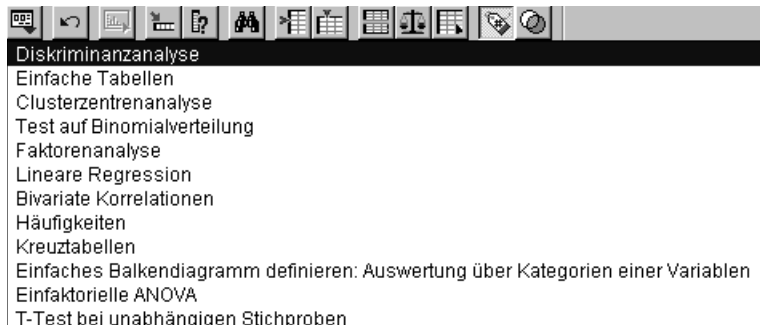 Diskriminanzanalyse
Einfache Tabellen
Clusterzentrenanalyse
Test auf Binomialverteilung
Faktorenanalyse
Lineare Regression
Bivariate Korrelationen
Häufigkeiten
Kreuztabellen
Einfaches Balkendiagramm definieren: Auswertung über Kategorien einer Variablen
Einfaktorielle ANOVA
T-Test bei unabhängigen Stichproben